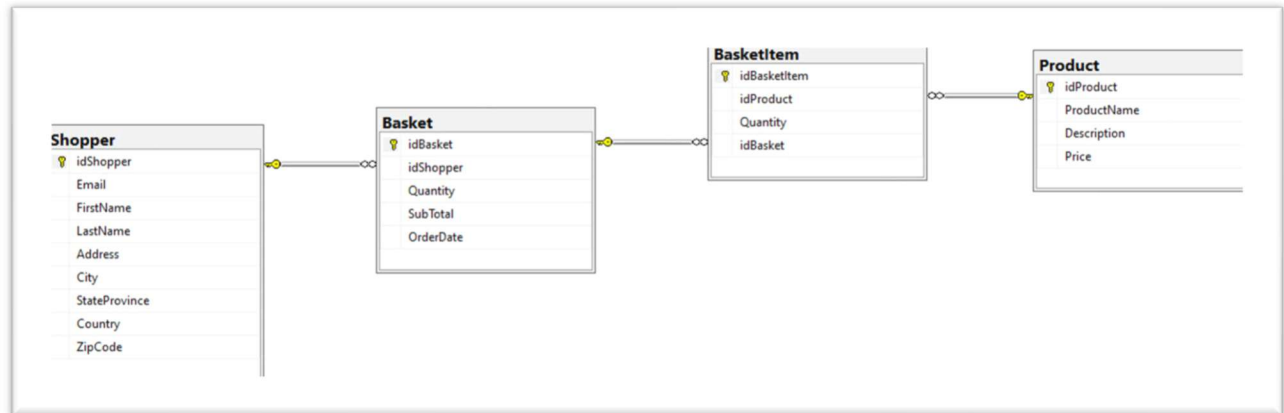 Shopper
idShopper
Email
FirstName
LastName
Address
City
StateProvince
Country
ZipCode
Basket
idBasket
idShopper
Quantity
SubTotal
OrderDate
BasketItem
idBasketItem
idProduct
Quantity
idBasket
Product
idProduct
ProductName
Description
Price